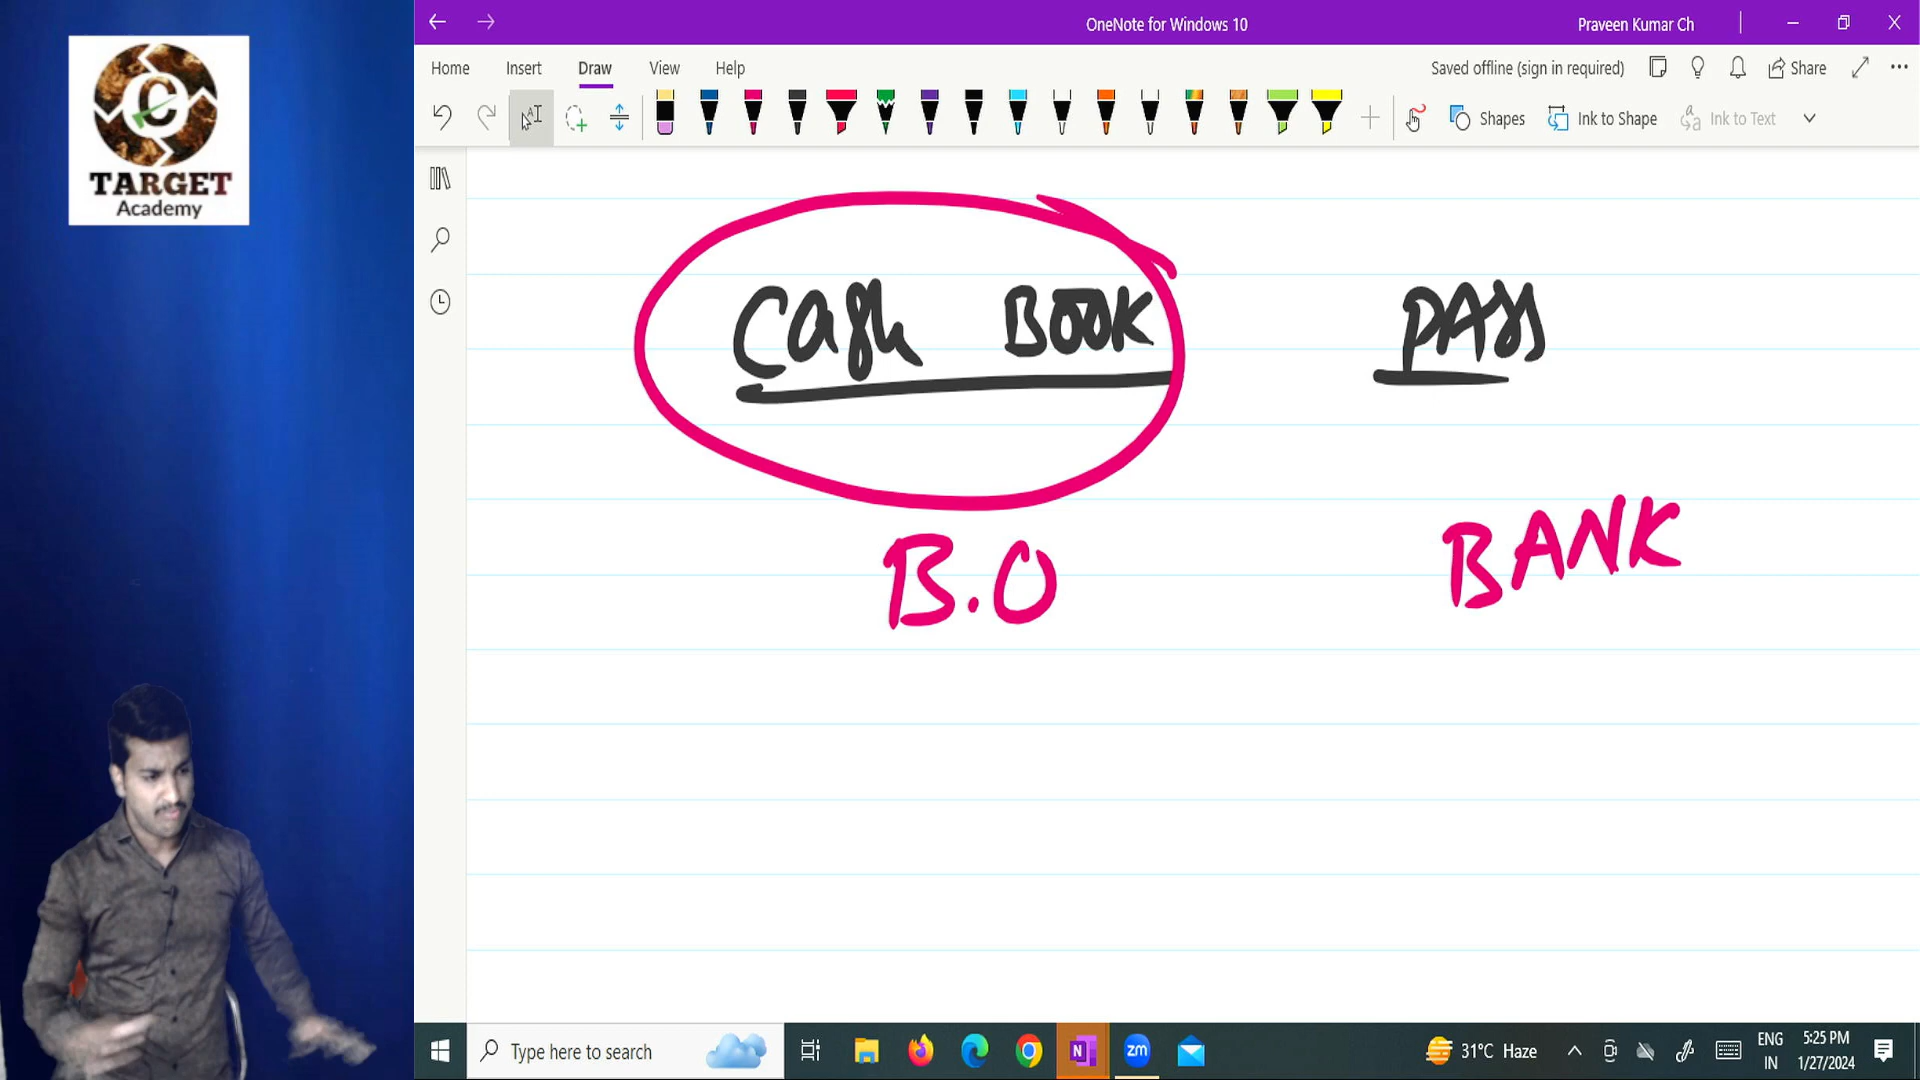 TARGET
Academy
OneNote for Windows 10
Praveen Kumar Ch
Home Insert Draw View Help
Saved offline (sign in required)
Share
Shapes
Ink to Shape
Ink to Text
Cash BOOK
PASS
B.O
BANK
Type here to search
31°C Haze
ENG
IN
5:25 PM
1/27/2024